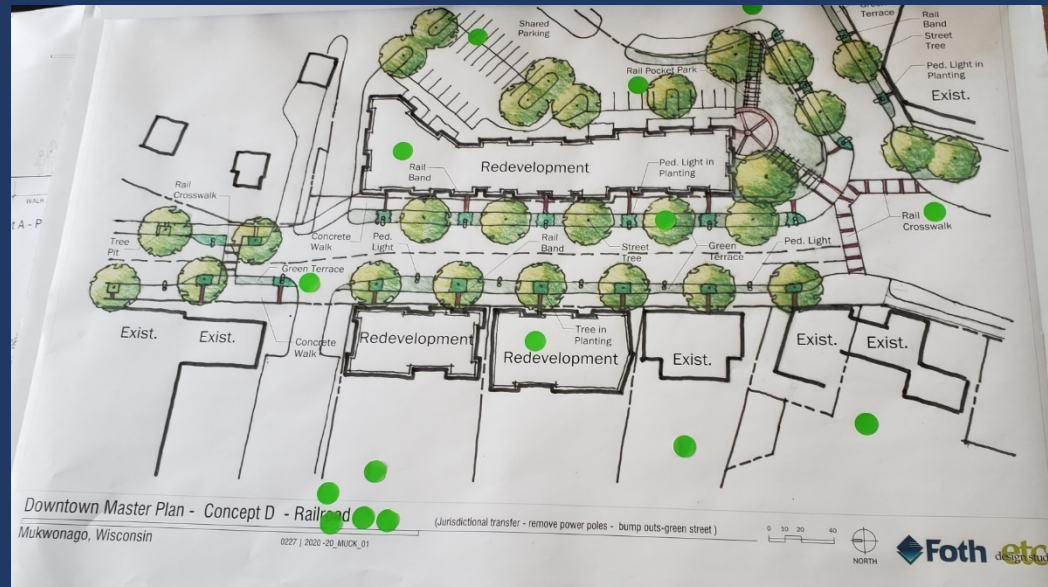 Green
Terrace
Rail
Band
Street
Tree
Ped. Light in
Planting
Exist.
Shared
Parking
Rail Pocket Park
Redevelopment
Rail
Band
Ped. Light in
Planting
WALK
Rail
Crosswalk
Tree
Pit
Concrete
Walk
Ped.
Light
Rail
Band
Street
Tree
Green
Terrace
Ped. Light
Rail
Crosswalk
Green Terrace
Exist.
Exist.
Concrete
Walk
Redevelopment
Tree in
Planting
Redevelopment
Exist.
Exist.
Exist.
Downtown Master Plan - Concept D - Railroad
Mukwonago, Wisconsin
0227 | 2020 -20_MUCK_01
(Jurisdictional transfer - remove power poles - bump outs-green street )
0 10 20 40
NORTH
Foth
etc
design stud